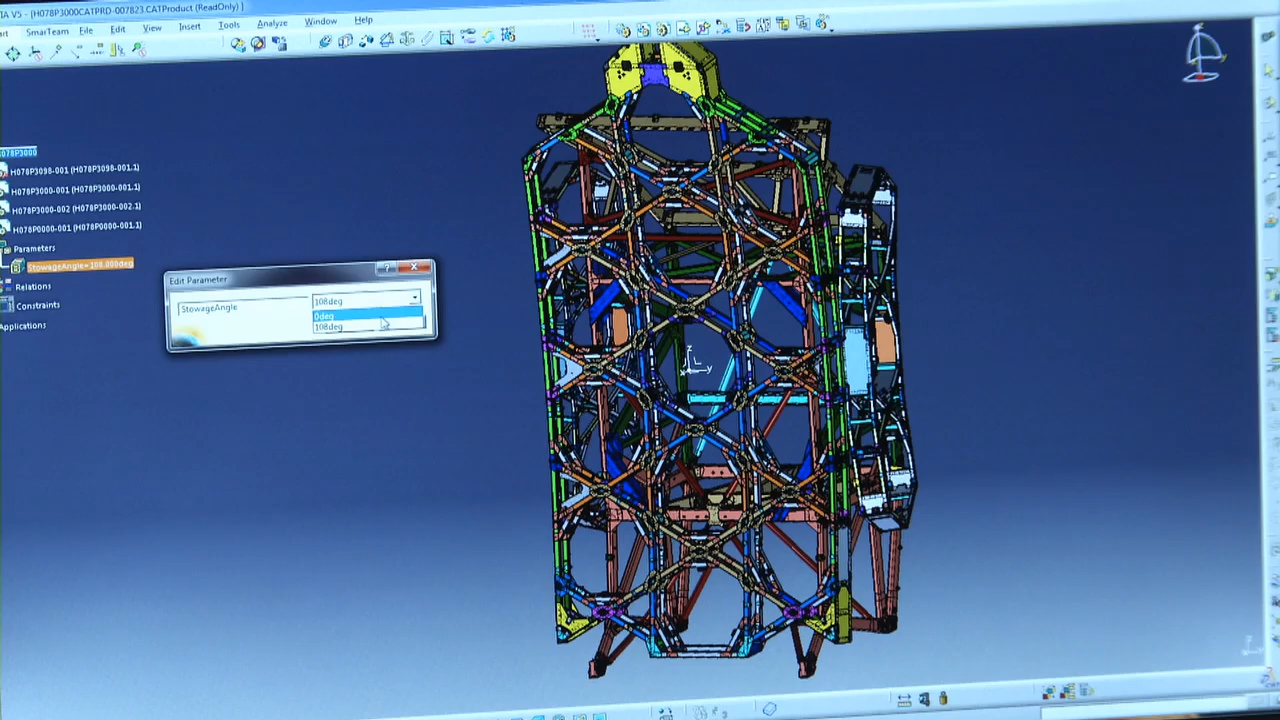 IA V5 - [H078P3000CATPRD-007823.CATProduct (ReadOnly) ]
SmarTeam File Edit View Insert Tools Analyze Window Help
H078P3000
H078P3098-001 (H078P3098-001.1)
H078P3000-001 (H078P3000-001.1)
H078P3000-002 (H078P3000-002.1)
H078P0000-001 (H078P0000-001.1)
Parameters
StowageAngle=108.000deg
Relations
Constraints
Applications
Edit Parameter
StowageAngle
108deg
0deg
108deg
z
x
y